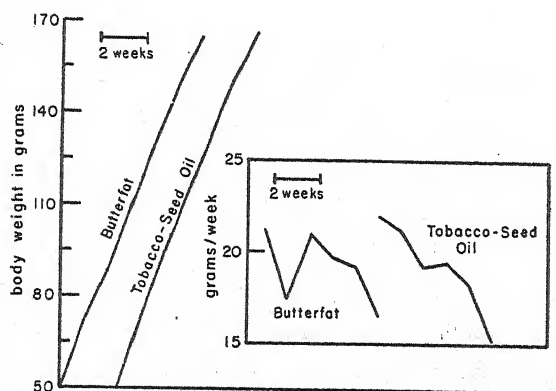 170
2 weeks
140
110
80
50
body weight in grams
Butterfat
Tobacco-Seed Oil
25
2 weeks
20
15
grams/week
Butterfat
Tobacco-Seed
Oil